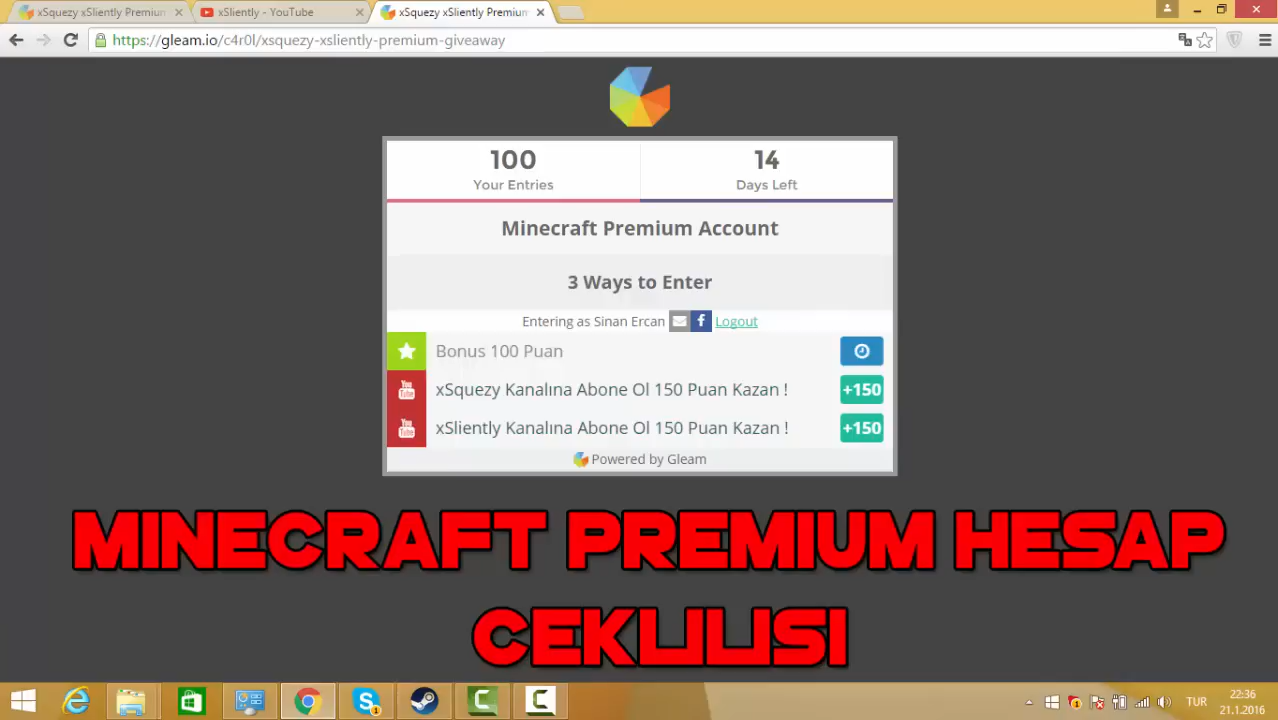 xSquezy xSliently Premium
xSliently - YouTube
xSquezy xSliently Premium
https://gleam.io/c4r0l/xsquezy-xsliently-premium-giveaway
100
Your Entries
14
Days Left
Minecraft Premium Account
3 Ways to Enter
Entering as Sinan Ercan Logout
Bonus 100 Puan
xSquezy Kanalına Abone Ol 150 Puan Kazan ! +150
xSliently Kanalına Abone Ol 150 Puan Kazan ! +150
Powered by Gleam
MINECRAFT PREMIUM HESAP
CEKLILISI
TUR
22:36
21.1.2016